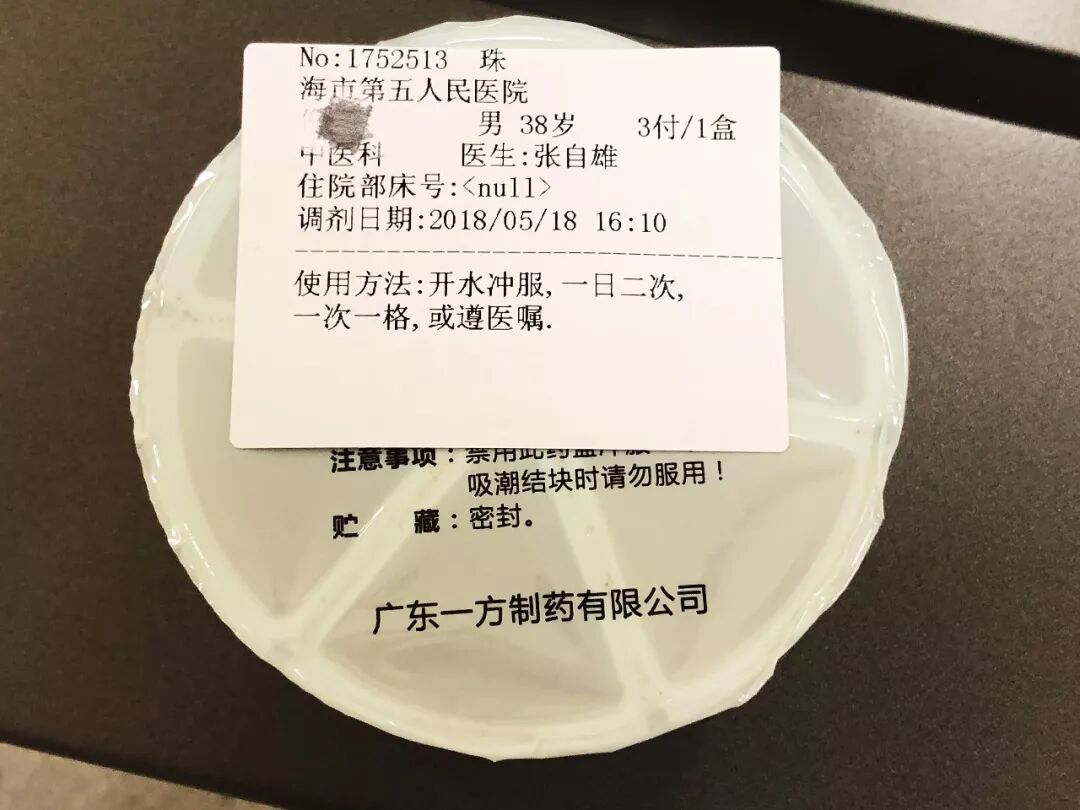 No:1752513 珠
海市第五人民医院
男 38岁 3付/1盒
中医科 医生:张自雄
住院部床号:<null>
调剂日期:2018/05/18 16:10
使用方法:开水冲服,一日二次,
一次一格,或遵医嘱.
注意事项：禁用此药盒冲服
吸潮结块时请勿服用！
贮 藏：密封。
广东一方制药有限公司